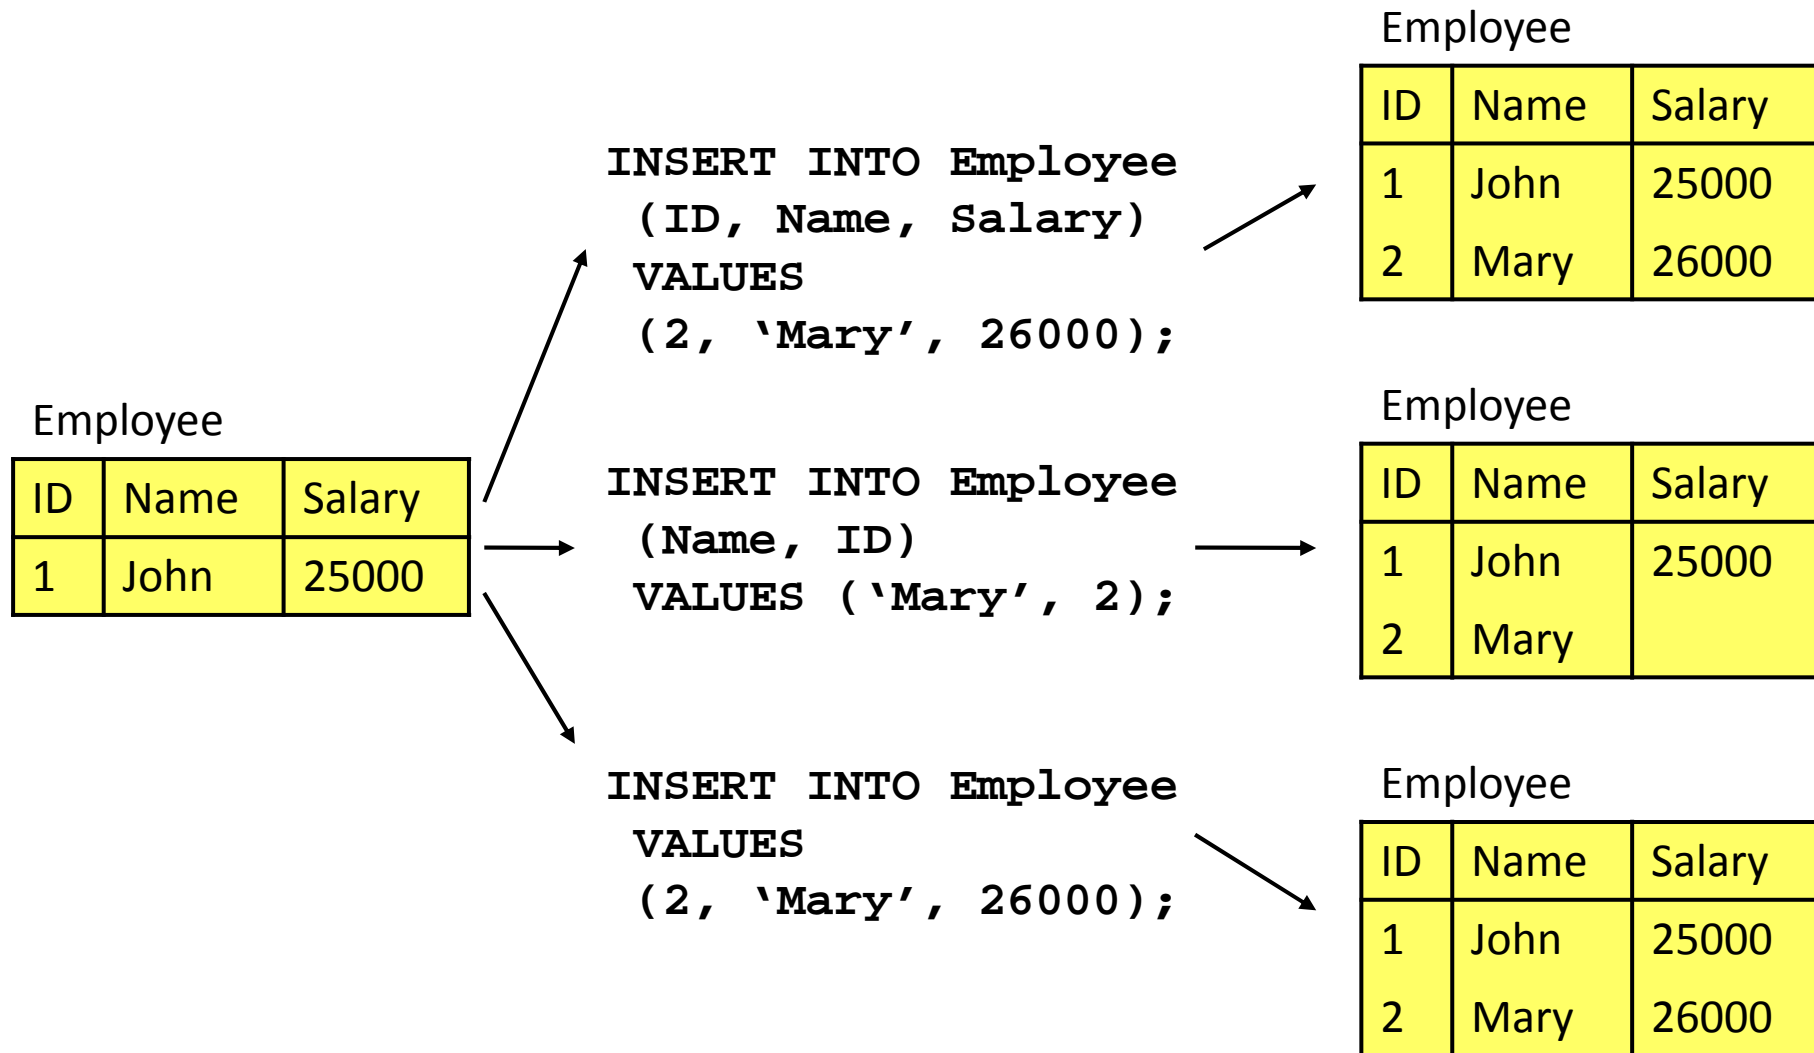 Employee
ID Name Salary
1 John 25000
INSERT INTO Employee
(ID, Name, Salary)
VALUES
(2, ‘Mary’, 26000);
Employee
ID Name Salary
1 John 25000
2 Mary 26000
INSERT INTO Employee
(Name, ID)
VALUES (‘Mary’, 2);
Employee
ID Name Salary
1 John 25000
2 Mary
INSERT INTO Employee
VALUES
(2, ‘Mary’, 26000);
Employee
ID Name Salary
1 John 25000
2 Mary 26000